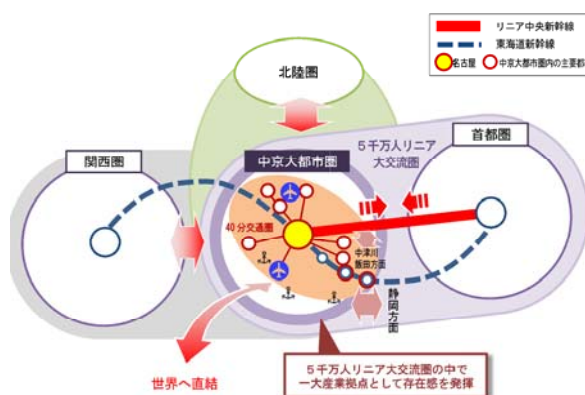 リニア中央新幹線
東海道新幹線
名古屋
中京大都市圏内の主要都
北陸圏
5千万人リニア
大交流圏
首都圏
関西圏
中京大都市圏
40分交通圏
中津川
飯田方面
静岡方面
世界へ直結
5千万人リニア大交流圏の中で
一大産業拠点として存在感を発揮